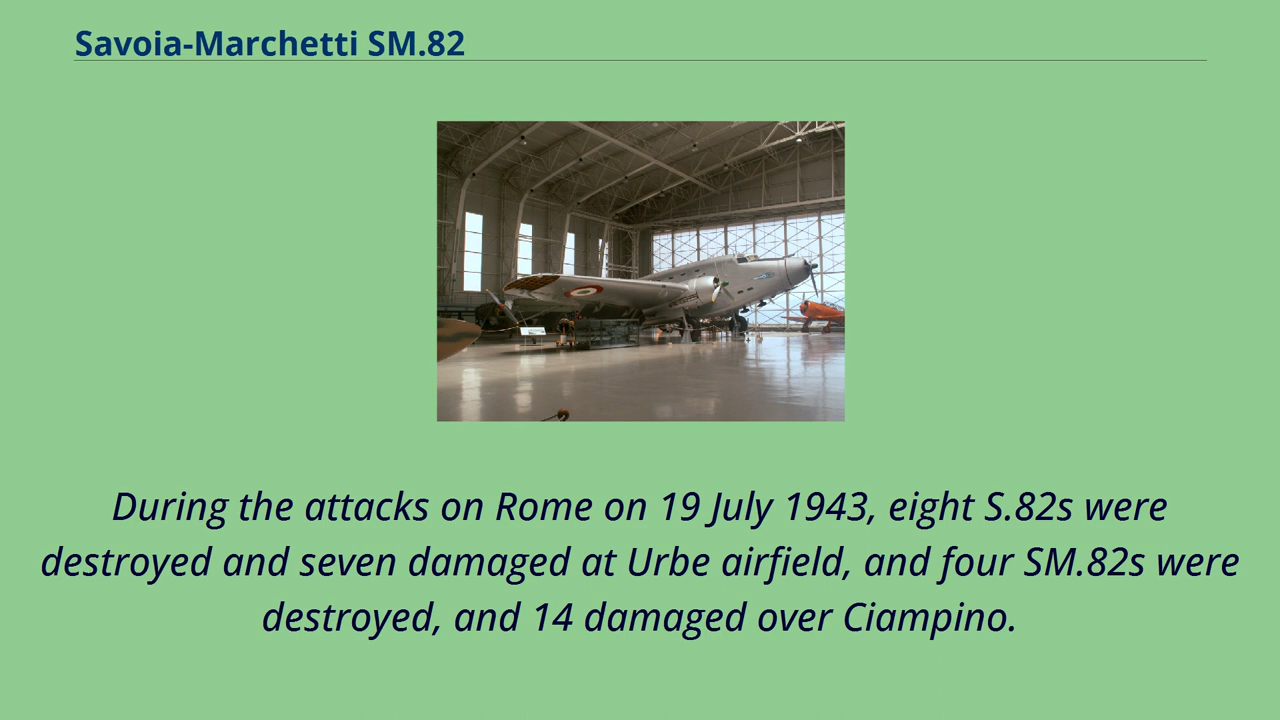 Savoia-Marchetti SM.82
During the attacks on Rome on 19 July 1943, eight S.82s were
destroyed and seven damaged at Urbe airfield, and four SM.82s were
destroyed, and 14 damaged over Ciampino.